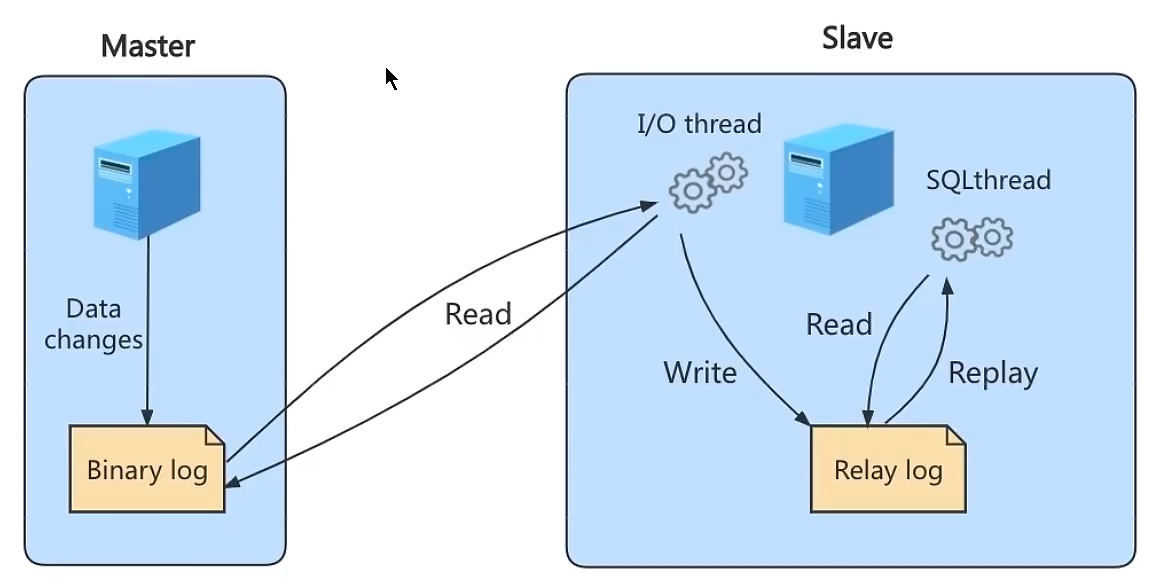 Master
Slave
I/O thread
SQLthread
Data
changes
Read
Read
Write
Replay
Binary log
Relay log